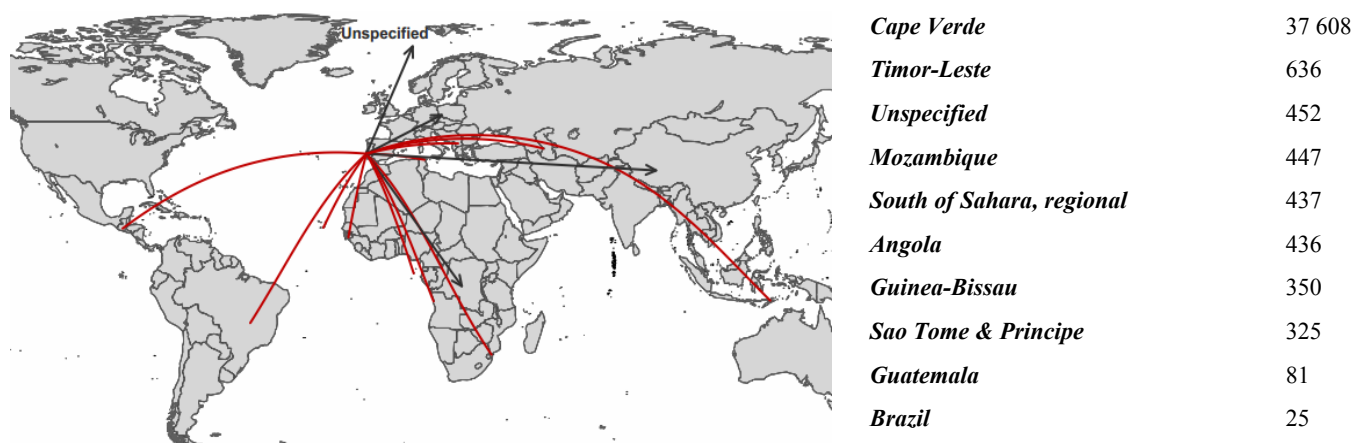 Unspecified
Cape Verde 37 608
Timor-Leste 636
Unspecified 452
Mozambique 447
South of Sahara, regional 437
Angola 436
Guinea-Bissau 350
Sao Tome & Principe 325
Guatemala 81
Brazil 25